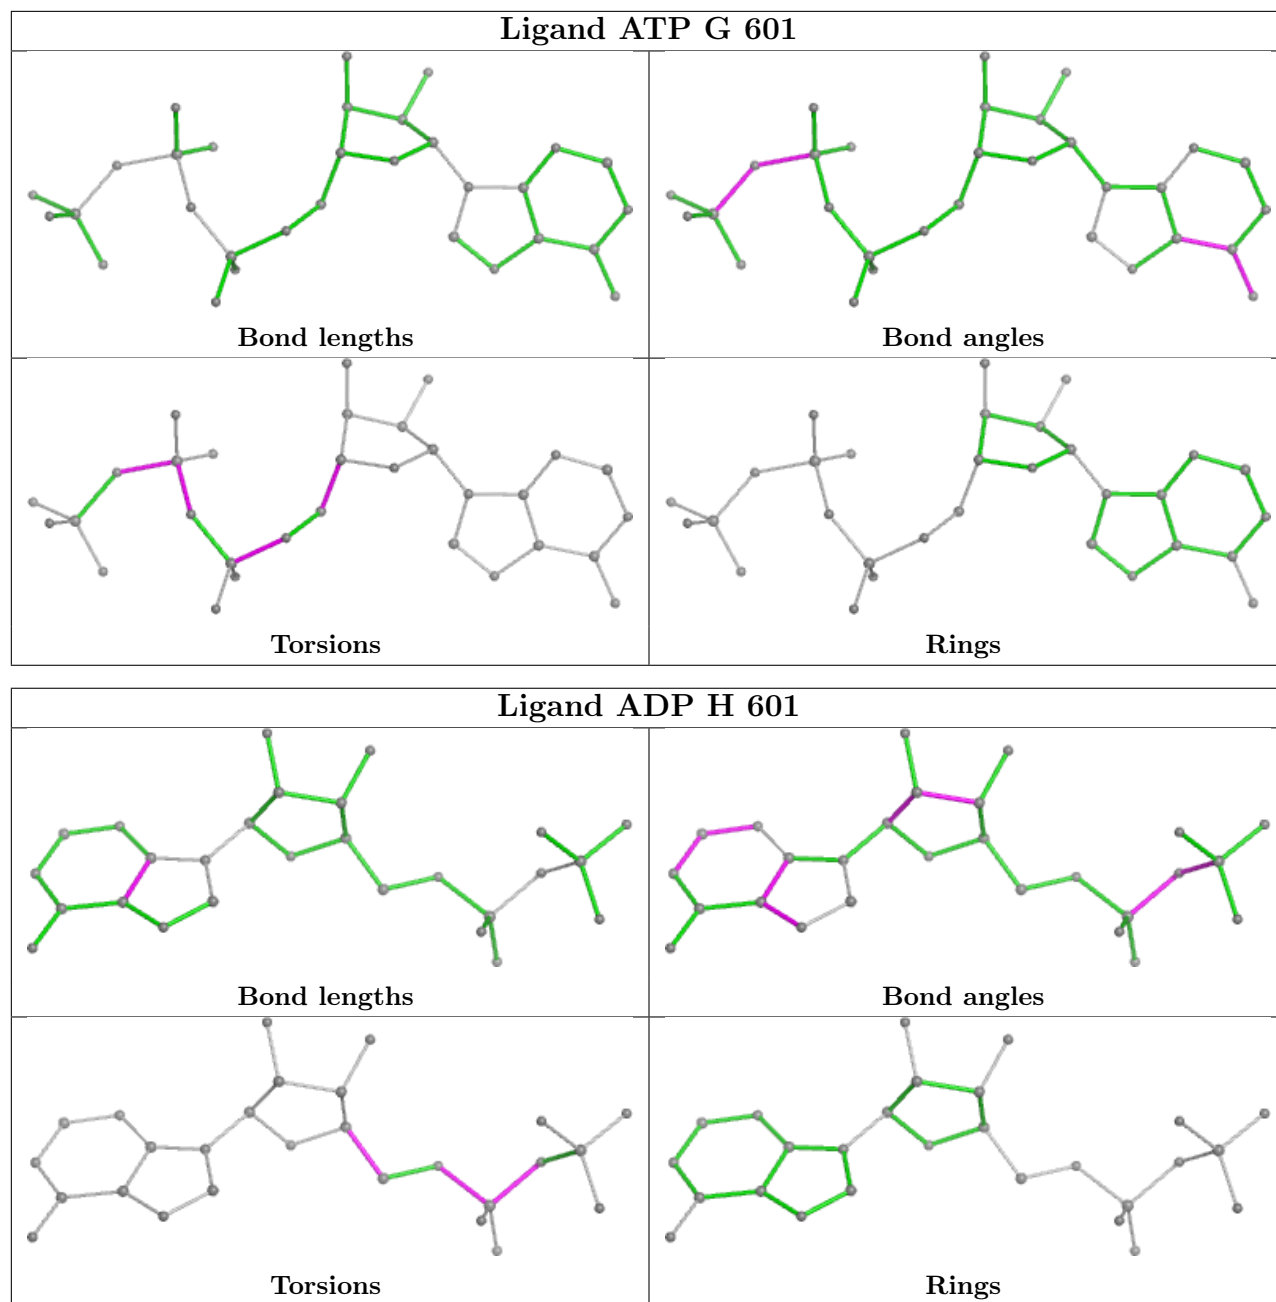 Ligand ATP G 601
Bond lengths
Bond angles
Torsions
Rings
Ligand ADP H 601
Bond lengths
Bond angles
Torsions
Rings